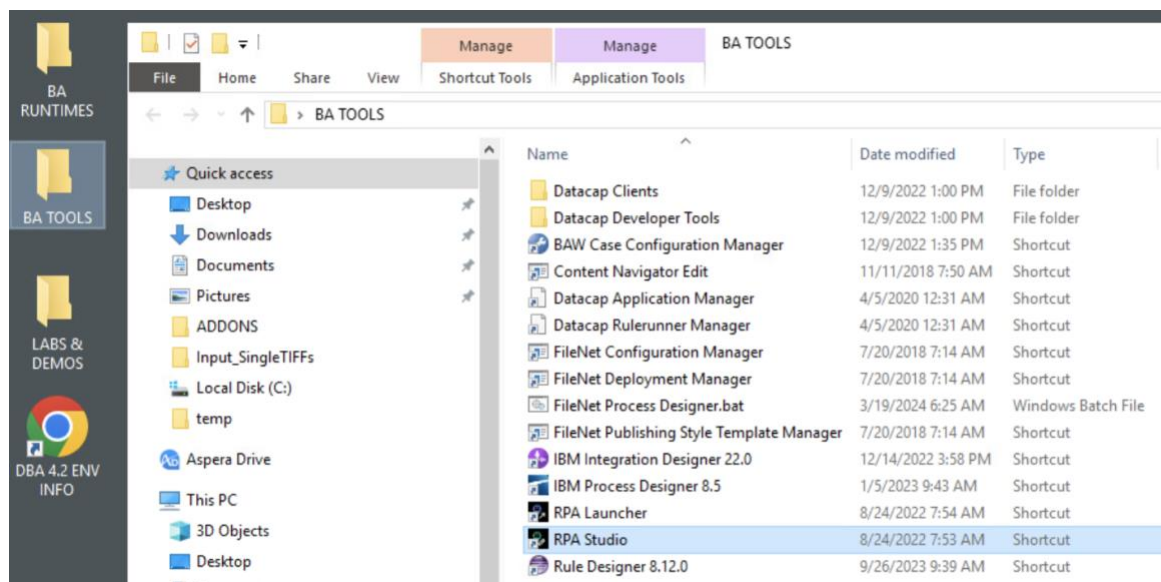 BA
RUNTIMES
BA TOOLS
LABS &
DEMOS
DBA 4.2 ENV
INFO
Manage Manage BA TOOLS
File Home Share View Shortcut Tools Application Tools
> BA TOOLS
Quick access
Desktop
Downloads
Documents
Pictures
ADDONS
Input_SingleTIFFs
Local Disk (C:)
temp
Aspera Drive
This PC
3D Objects
Desktop
Name Date modified Type
Datacap Clients 12/9/2022 1:00 PM File folder
Datacap Developer Tools 12/9/2022 1:00 PM File folder
BAW Case Configuration Manager 12/9/2022 1:35 PM Shortcut
Content Navigator Edit 11/11/2018 7:50 AM Shortcut
Datacap Application Manager 4/5/2020 12:31 AM Shortcut
Datacap Rulerunner Manager 4/5/2020 12:31 AM Shortcut
FileNet Configuration Manager 7/20/2018 7:14 AM Shortcut
FileNet Deployment Manager 7/20/2018 7:14 AM Shortcut
FileNet Process Designer.bat 3/19/2024 6:25 AM Windows Batch File
FileNet Publishing Style Template Manager 7/20/2018 7:14 AM Shortcut
IBM Integration Designer 22.0 12/14/2022 3:58 PM Shortcut
IBM Process Designer 8.5 1/5/2023 9:43 AM Shortcut
RPA Launcher 8/24/2022 7:54 AM Shortcut
RPA Studio 8/24/2022 7:53 AM Shortcut
Rule Designer 8.12.0 9/26/2023 9:39 AM Shortcut